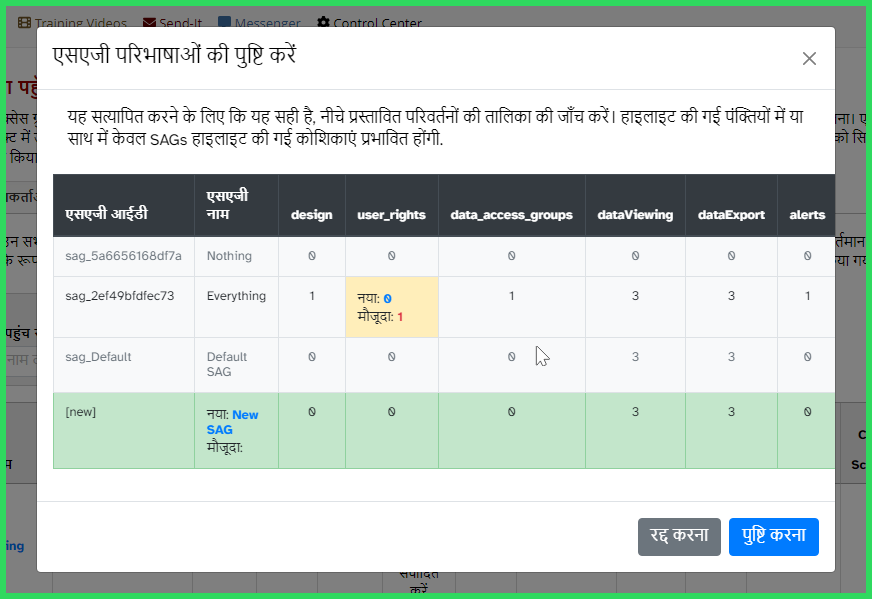 Training Videos Send-It Messenger Control Center
एसएजी परिभाषाओं की पुष्टि करें
यह सत्यापित करने के लिए कि यह सही है, नीचे प्रस्तावित परिवर्तनों की तालिका की जाँच करें। हाइलाइट की गई पंक्तियों में या
साथ में केवल SAGs हाइलाइट की गई कोशिकाएं प्रभावित होंगी.
एसएजी आईडी एसएजी नाम design user_rights data_access_groups dataViewing dataExport alerts
sag_5a6656168df7a Nothing 0 0 0 0 0 0
sag_2ef49bfdfec73 Everything 1 नया: 0 1 3 3 1
मौजूदा: 1
sag_Default Default 0 0 0 3 3 0
SAG
[new] नया: New 0 0 0 3 3 0
SAG
मौजूदा:
रद्द करना पुष्टि करना
संपादित
करें